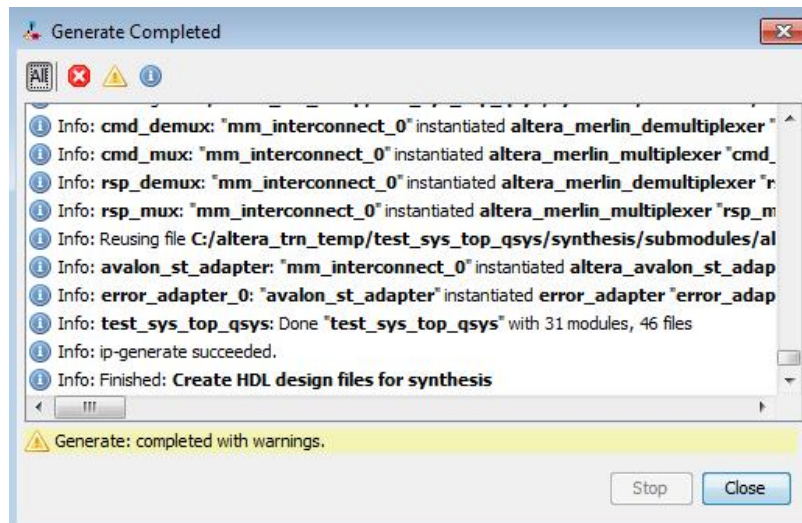 Generate Completed
All
Info: cmd_demux: "mm_interconnect_0" instantiated altera_merlin_demultiplexer "
Info: cmd_mux: "mm_interconnect_0" instantiated altera_merlin_multiplexer "cmd_
Info: rsp_demux: "mm_interconnect_0" instantiated altera_merlin_demultiplexer "r
Info: rsp_mux: "mm_interconnect_0" instantiated altera_merlin_multiplexer "rsp_m
Info: Reusing file C:/altera_trn_temp/test_sys_top_qsys/synthesis/submodules/al
Info: avalon_st_adapter: "mm_interconnect_0" instantiated altera_avalon_st_adap
Info: error_adapter_0: "avalon_st_adapter" instantiated error_adapter "error_adap
Info: test_sys_top_qsys: Done "test_sys_top_qsys" with 31 modules, 46 files
Info: ip-generate succeeded.
Info: Finished: Create HDL design files for synthesis
Generate: completed with warnings.
Stop Close